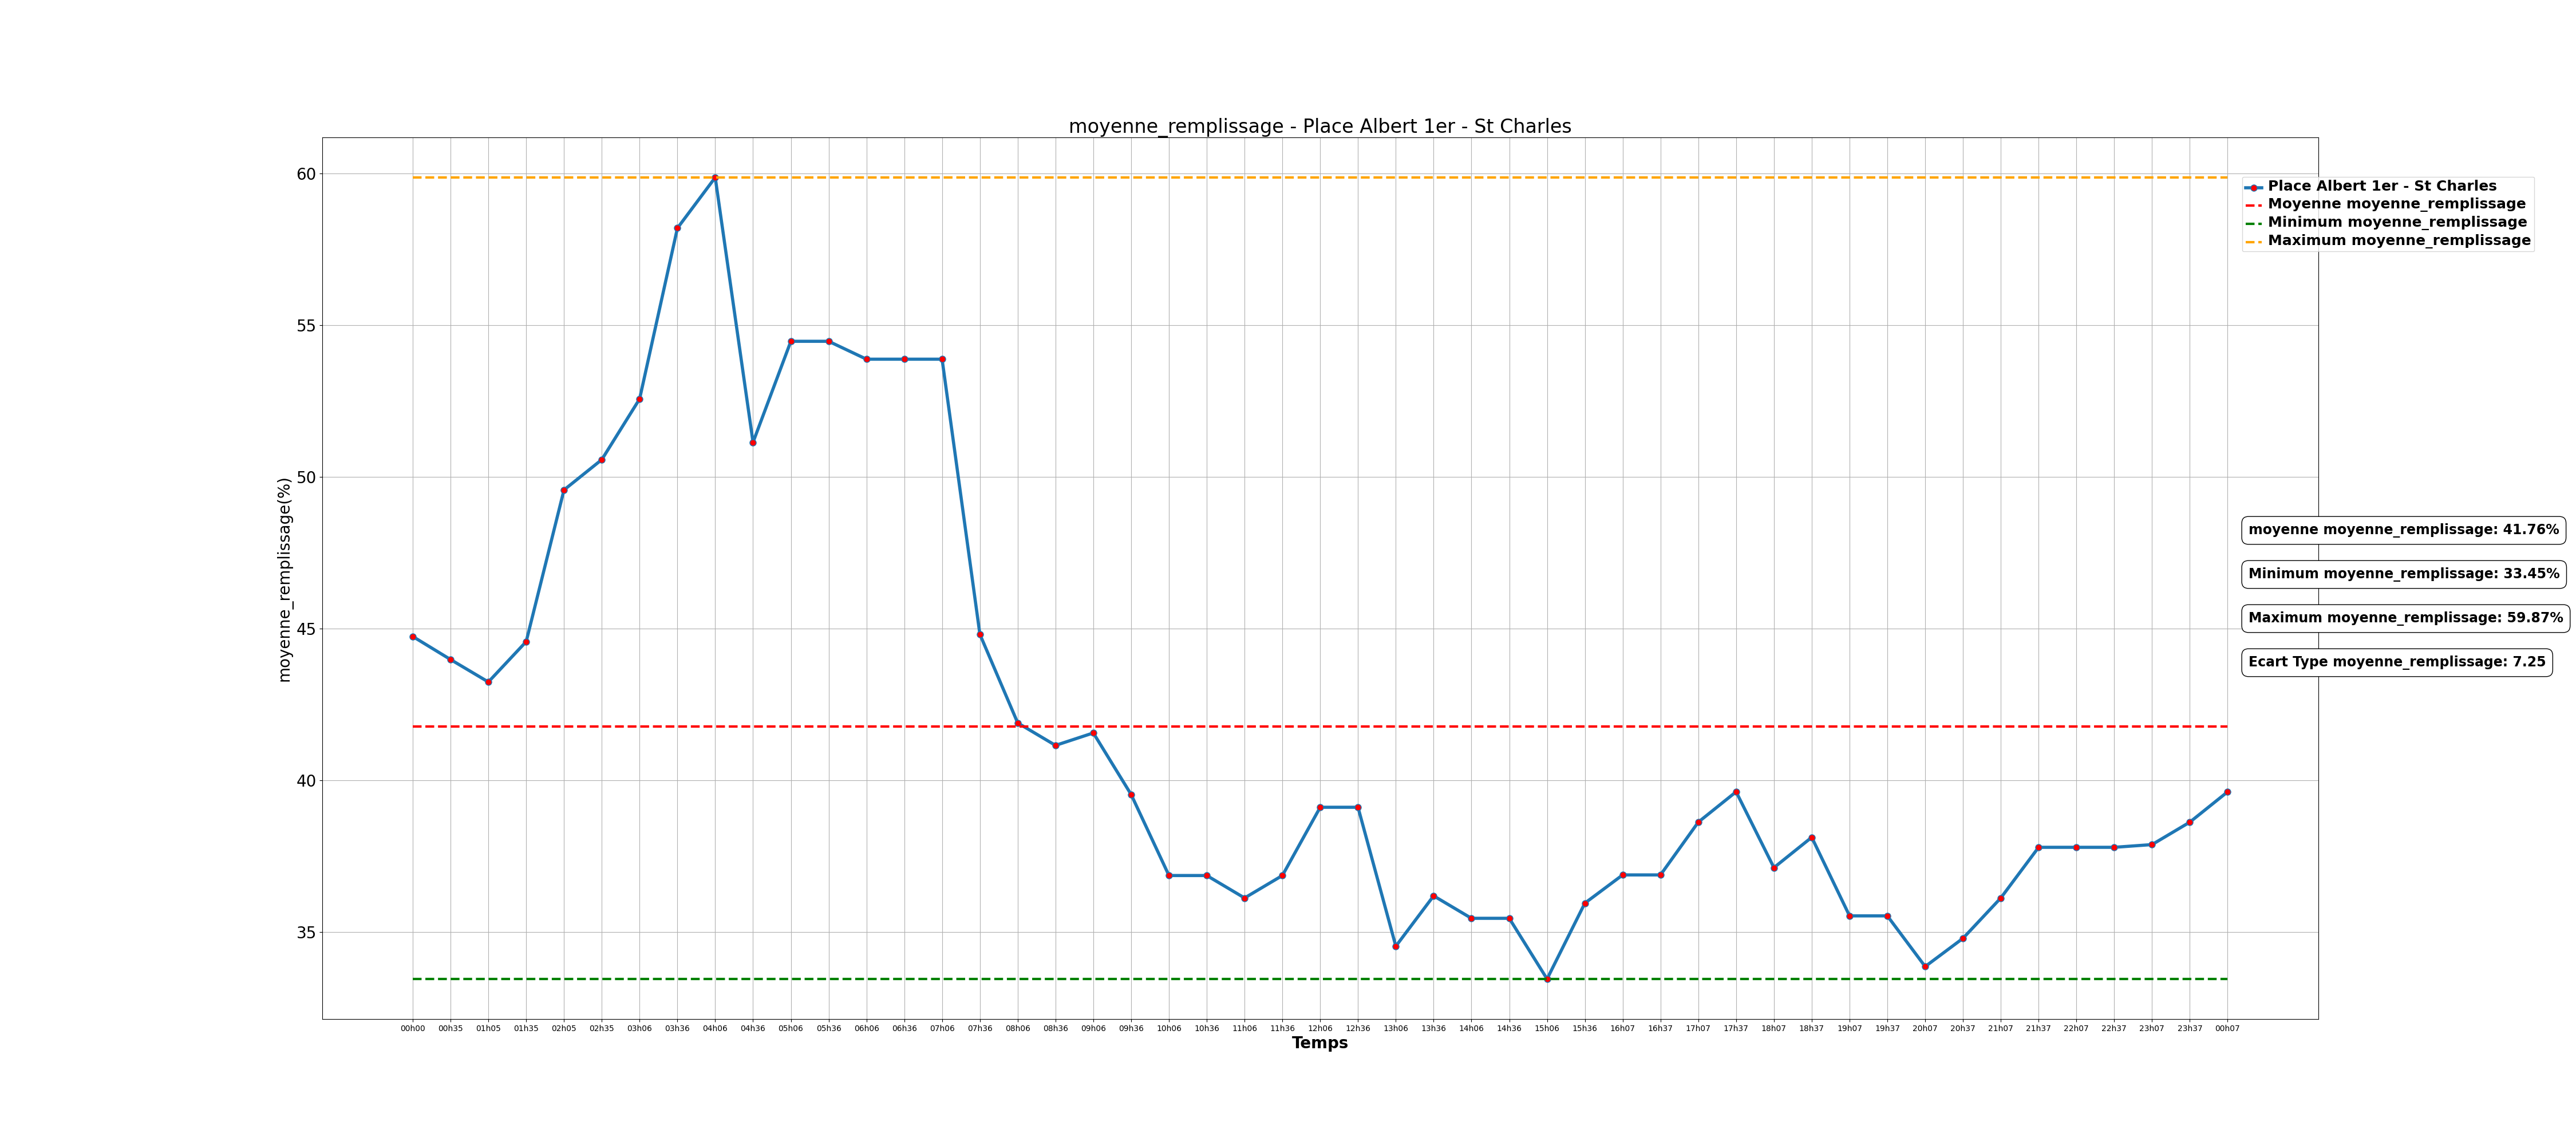 moyenne_remplissage - Place Albert 1er - St Charles
60
55
50
45
40
35
moyenne_remplissage(%)
Place Albert 1er - St Charles
Moyenne moyenne_remplissage
Minimum moyenne_remplissage
Maximum moyenne_remplissage
moyenne moyenne_remplissage: 41.76%
Minimum moyenne_remplissage: 33.45%
Maximum moyenne_remplissage: 59.87%
Ecart Type moyenne_remplissage: 7.25
00h00 00h35 01h05 01h35 02h05 02h35 03h06 03h36 04h06 04h36 05h06 05h36 06h06 06h36 07h06 07h36 08h06 08h36 09h06 09h36 10h06 10h36 11h06 11h36 12h06 12h36 13h06 13h36 14h06 14h36 15h06 15h36 16h07 16h37 17h07 17h37 18h07 18h37 19h07 19h37 20h07 20h37 21h07 21h37 22h07 22h37 23h07 23h37 00h07
Temps